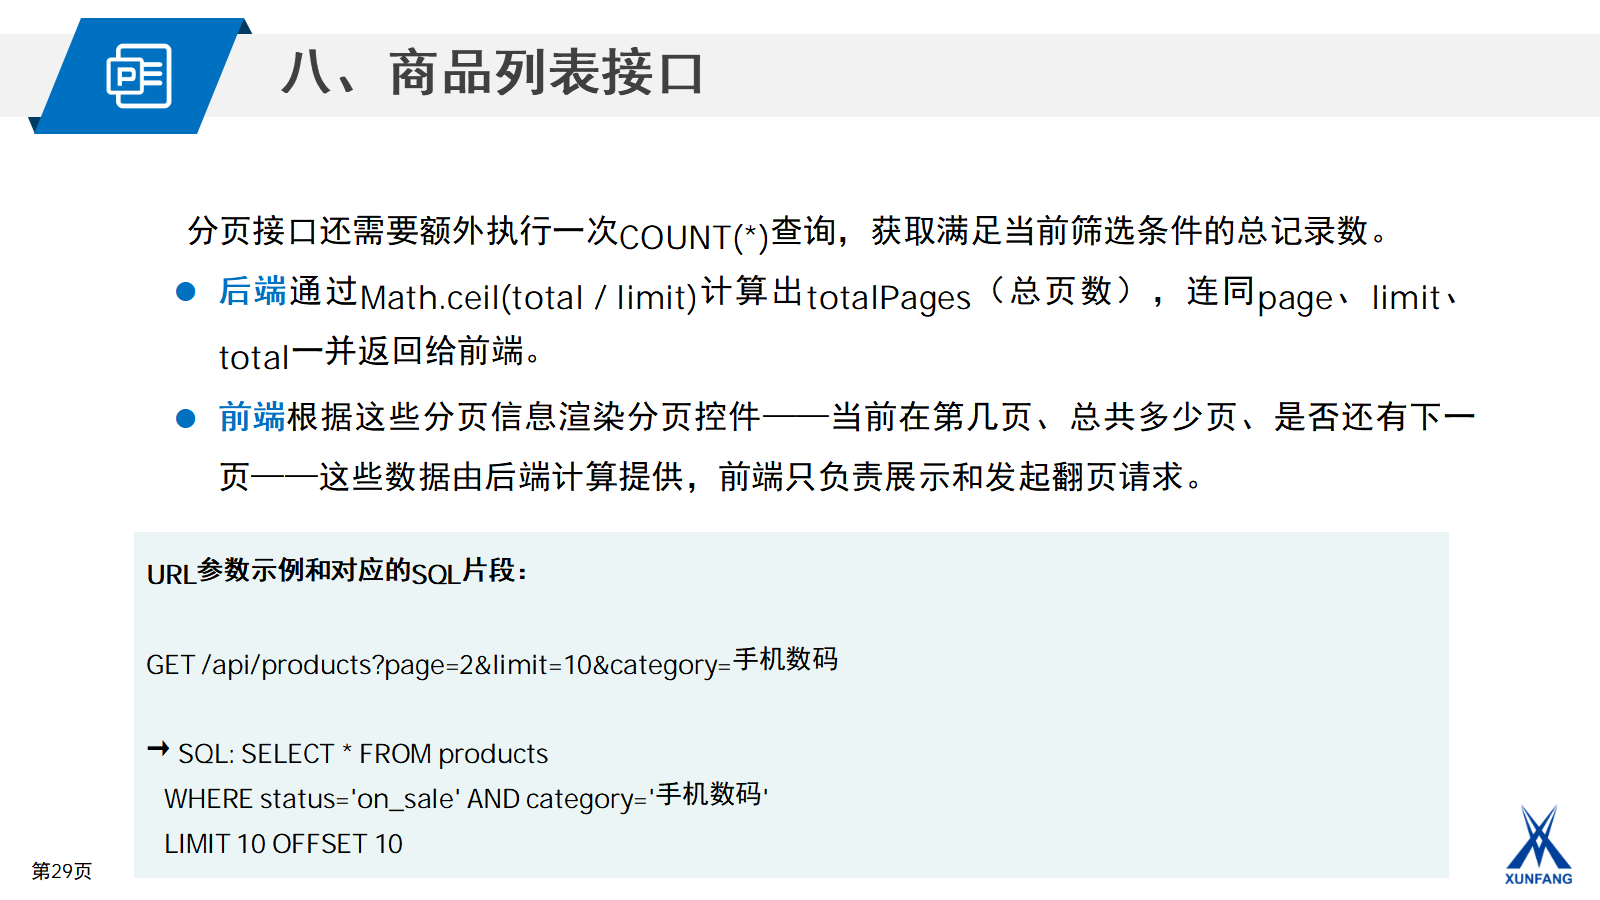 八、商品列表接口
分页接口还需要额外执行一次COUNT(*)查询，获取满足当前筛选条件的总记录数。
● 后端通过Math.ceil(total / limit)计算出totalPages（总页数），连同page、limit、
total一并返回给前端。
● 前端根据这些分页信息渲染分页控件——当前在第几页、总共多少页、是否还有下一
页——这些数据由后端计算提供，前端只负责展示和发起翻页请求。
URL参数示例和对应的SQL片段：
GET /api/products?page=2&limit=10&category=手机数码
→ SQL: SELECT * FROM products
WHERE status='on_sale' AND category='手机数码'
LIMIT 10 OFFSET 10
第29页
XUNFANG